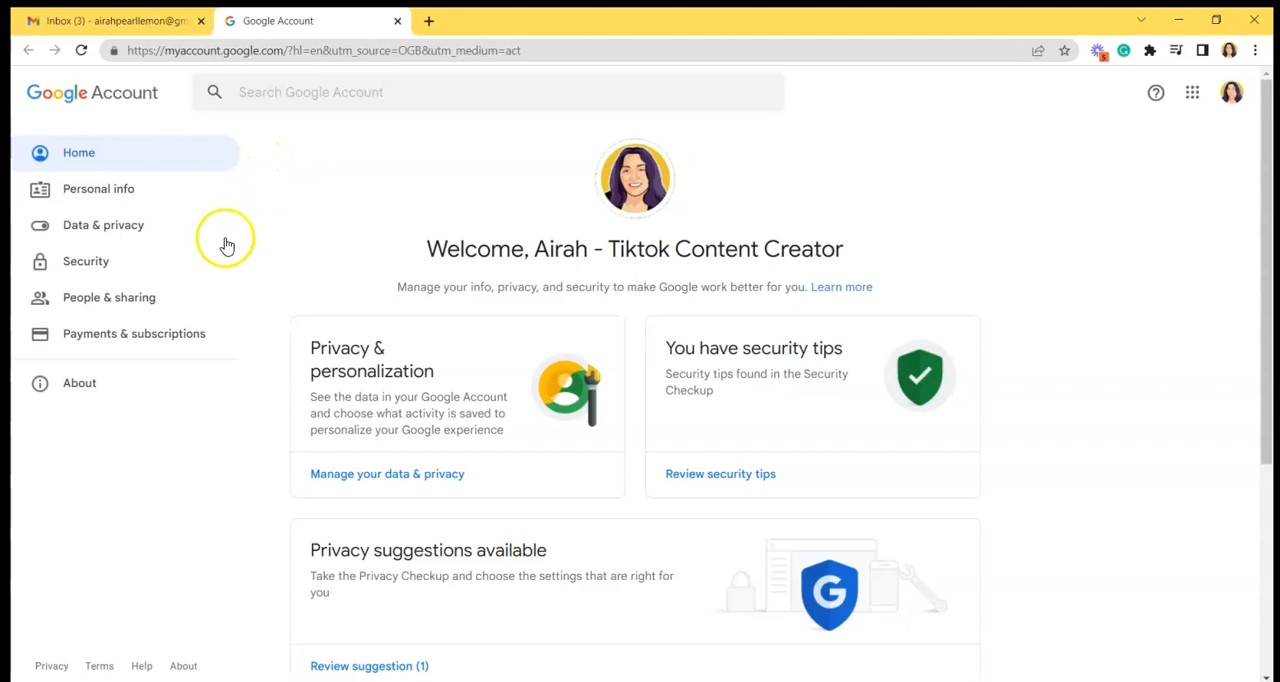 Inbox (3) - airahpearllemon@gm
Google Account
https://myaccount.google.com/?hl=en&utm_source=OGB&utm_medium=act
5
Google Account
Search Google Account
Home
Personal info
Data & privacy
Security
People & sharing
Payments & subscriptions
About
Welcome, Airah - Tiktok Content Creator
Manage your info, privacy, and security to make Google work better for you. Learn more
Privacy &
personalization
See the data in your Google Account
and choose what activity is saved to
personalize your Google experience
Manage your data & privacy
You have security tips
Security tips found in the Security
Checkup
Review security tips
Privacy suggestions available
Take the Privacy Checkup and choose the settings that are right for
you
G
Review suggestion (1)
Privacy Terms Help About